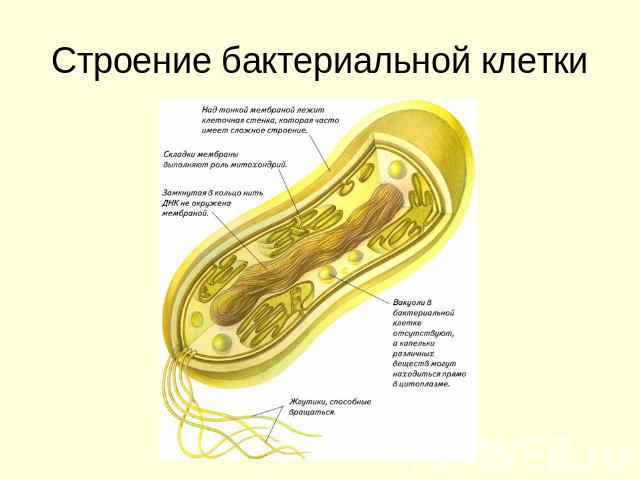 Строение бактериальной клетки
Над тонкой мембраной лежит
клеточная стенка, которая часто
имеет сложное строение.
Складки мембраны
выполняют роль митохондрий.
Замкнутая в кольцо нить
ДНК не окружена
мембраной.
Вакуоли в
бактериальной
клетке
отсутствуют,
а капельки
различных
веществ могут
находиться прямо
в цитоплазме.
Жгутики, способные
вращаться.